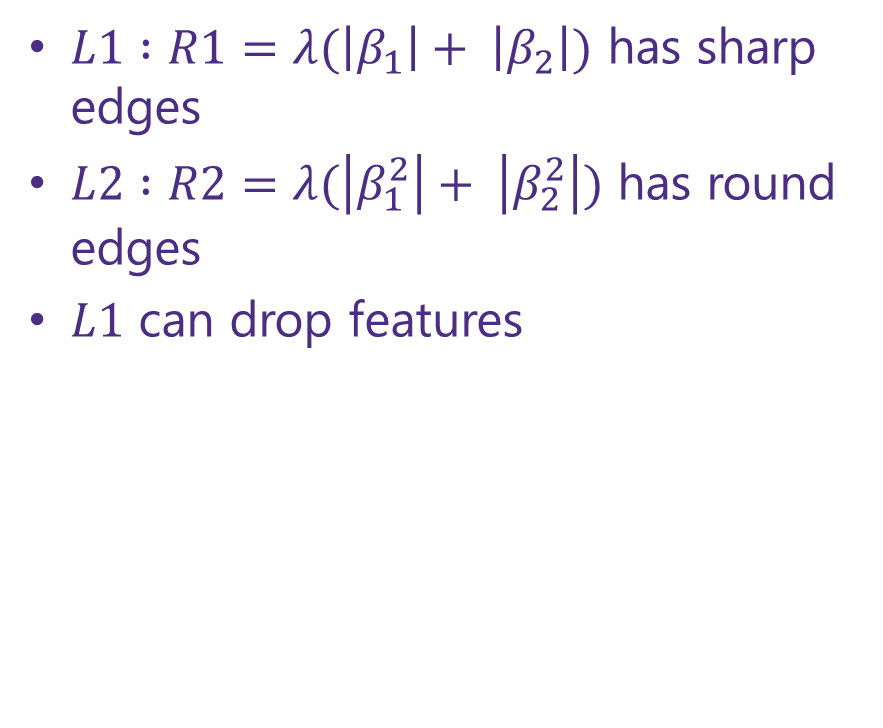 • L1 : R1 = λ(|β₁| + |β₂|) has sharp
edges
• L2 : R2 = λ(|β₁²| + |β₂²|) has round
edges
• L1 can drop features